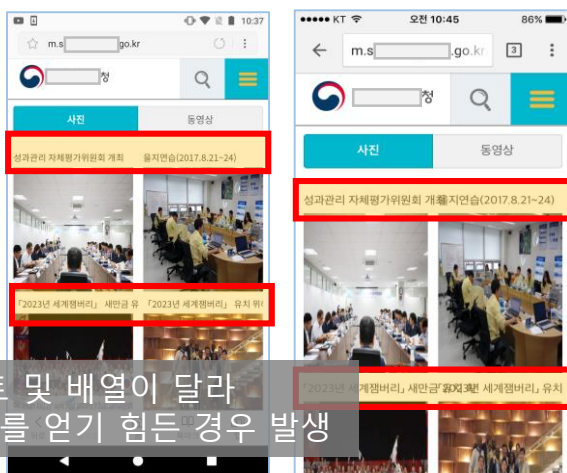 10:37
m.s
go.kr
청
사진
동영상
성과관리 자체평가위원회 개최
을지연습(2017.8.21~24)
「2023년 세계잼버리」 새만금 유
「2023년 세계잼버리」 유치 위
및 배열이 달라
를 얻기 힘든 경우 발생
KT
오전 10:45
86%
m.s
.go.kr
3
청
사진
동영상
성과관리 자체평가위원회 개
을지연습(2017.8.21~24)
「2023년 세계잼버리」 새만금
세계잼버리」 유치